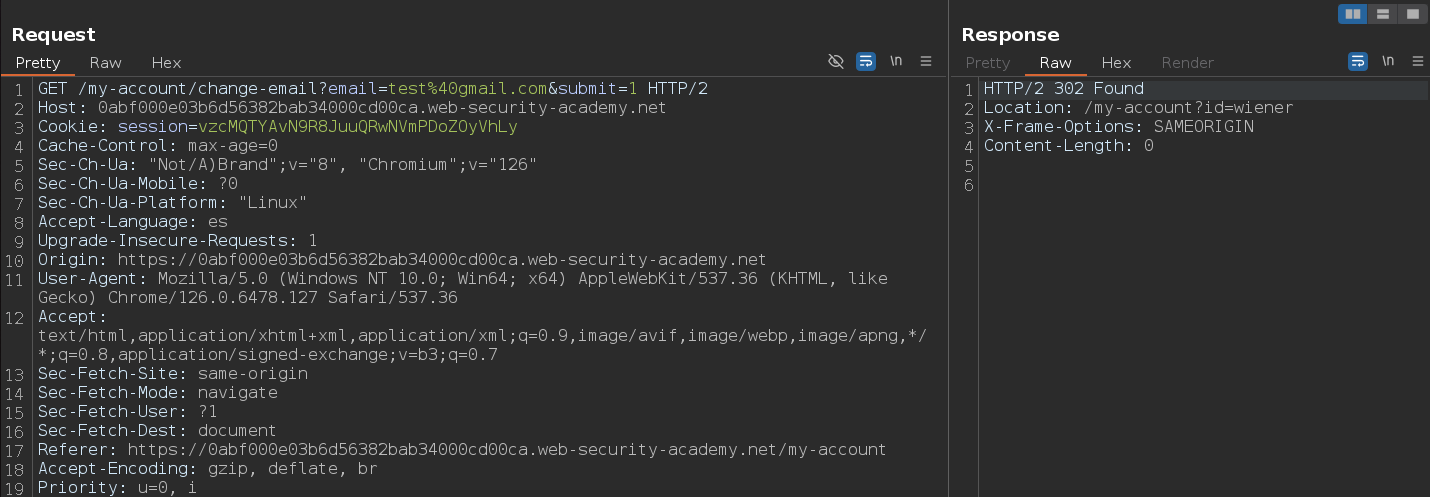 Request
Pretty Raw Hex \n
1 GET /my-account/change-email?email=test%40gmail.com&submit=1 HTTP/2
2 Host: 0abf000e03b6d56382bab34000cd00ca.web-security-academy.net
3 Cookie: session=vzcMQTYAvN9R8JuuQRwNVmPDoZOyVhLy
4 Cache-Control: max-age=0
5 Sec-Ch-Ua: "Not/A)Brand";v="8", "Chromium";v="126"
6 Sec-Ch-Ua-Mobile: ?0
7 Sec-Ch-Ua-Platform: "Linux"
8 Accept-Language: es
9 Upgrade-Insecure-Requests: 1
10 Origin: https://0abf000e03b6d56382bab34000cd00ca.web-security-academy.net
11 User-Agent: Mozilla/5.0 (Windows NT 10.0; Win64; x64) AppleWebKit/537.36 (KHTML, like
Gecko) Chrome/126.0.6478.127 Safari/537.36
12 Accept:
text/html,application/xhtml+xml,application/xml;q=0.9,image/avif,image/webp,image/apng,*/
*;q=0.8,application/signed-exchange;v=b3;q=0.7
13 Sec-Fetch-Site: same-origin
14 Sec-Fetch-Mode: navigate
15 Sec-Fetch-User: ?1
16 Sec-Fetch-Dest: document
17 Referer: https://0abf000e03b6d56382bab34000cd00ca.web-security-academy.net/my-account
18 Accept-Encoding: gzip, deflate, br
19 Priority: u=0, i
Response
Pretty Raw Hex Render \n
1 HTTP/2 302 Found
2 Location: /my-account?id=wiener
3 X-Frame-Options: SAMEORIGIN
4 Content-Length: 0
5
6